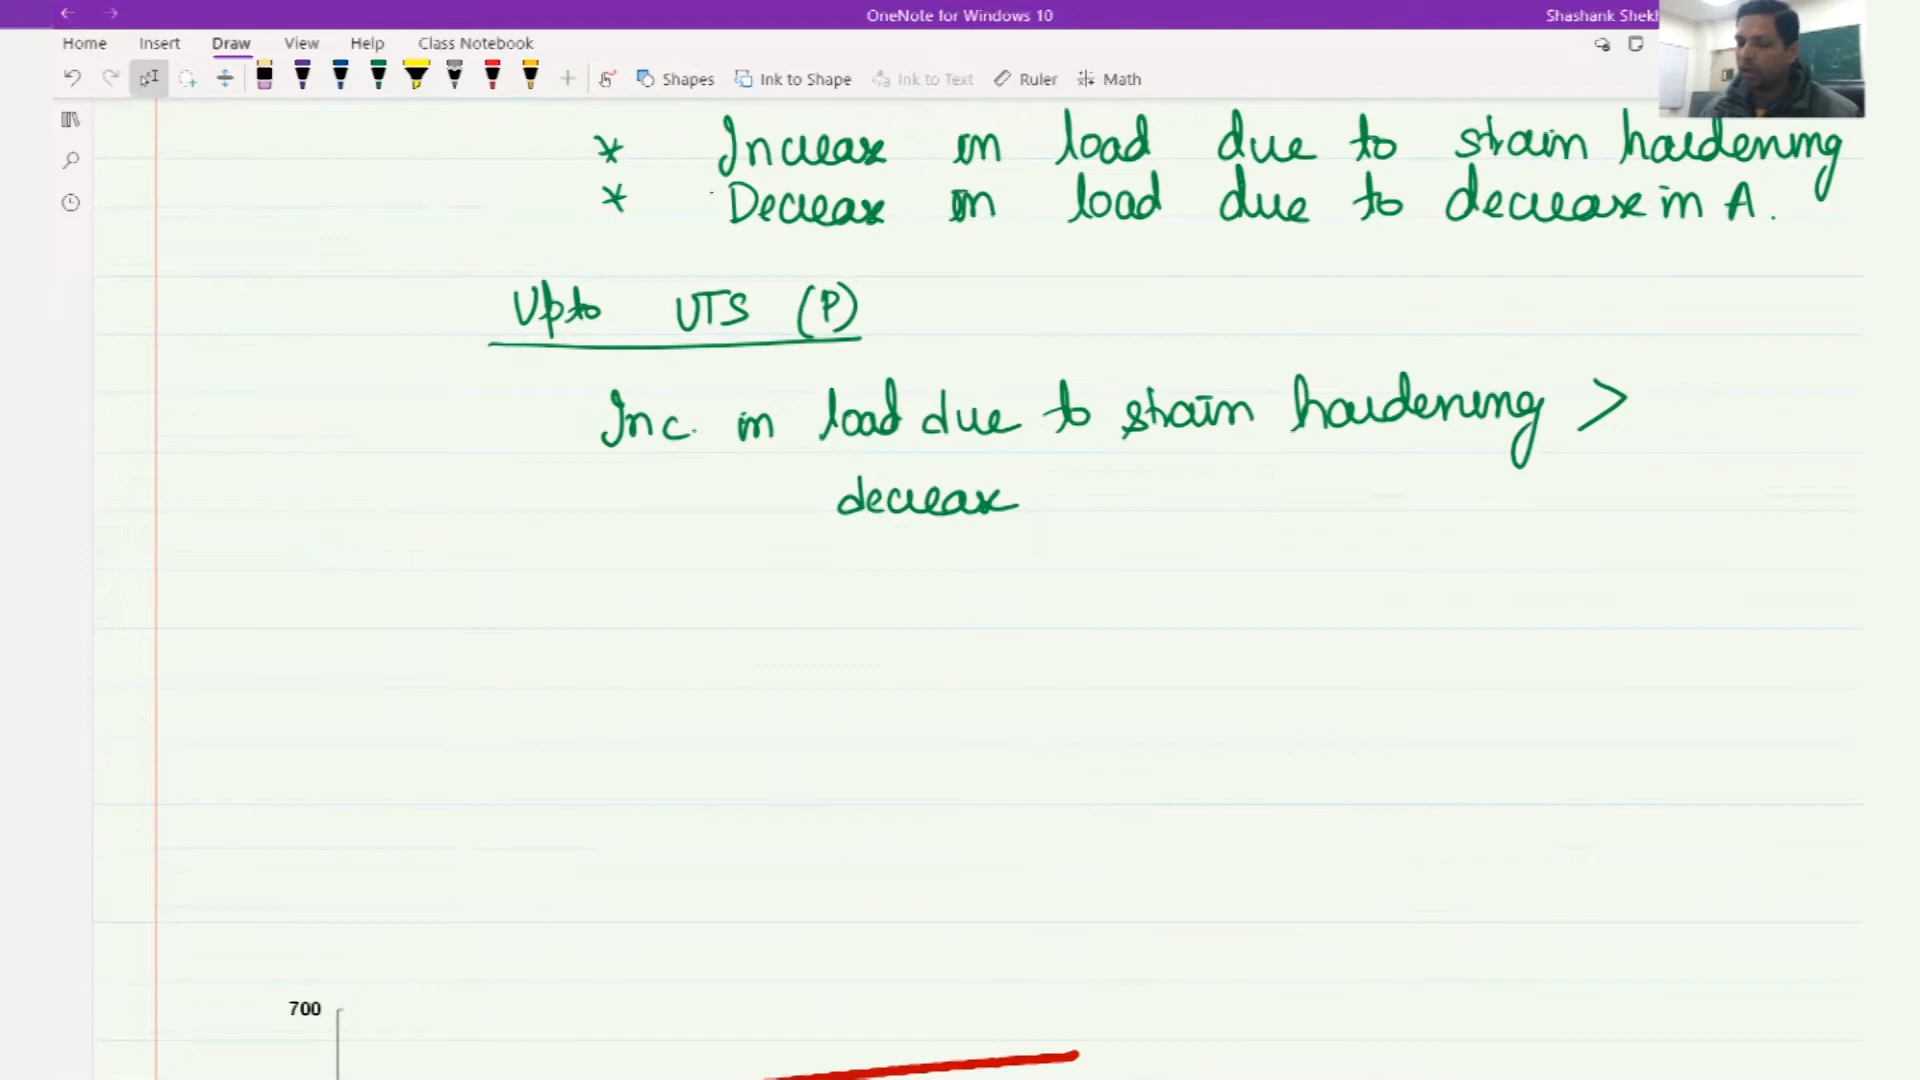 OneNote for Windows 10
Shashank Shekh
Home Insert Draw View Help Class Notebook
Shapes Ink to Shape Ink to Text Ruler Math
* Increase in load due to strain hardening
* Decrease in load due to decrease in A.
Upto UTS (P)
Inc. in load due to strain hardening >
decrease
700